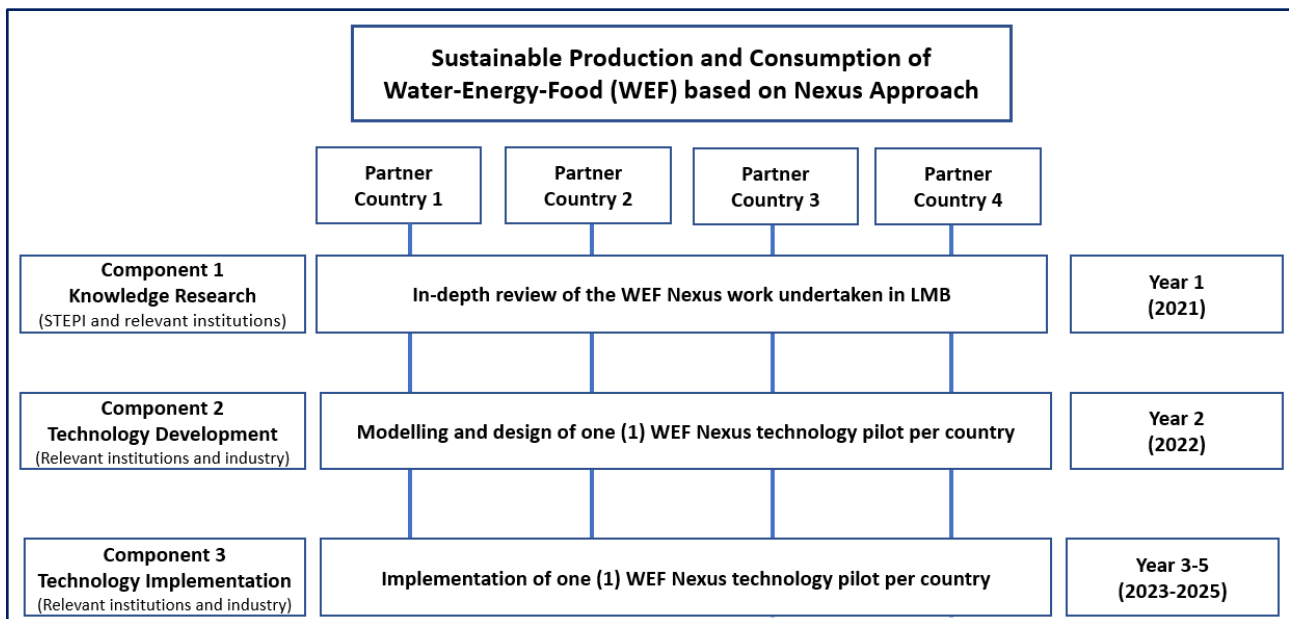 Sustainable Production and Consumption of
Water-Energy-Food (WEF) based on Nexus Approach
Partner
Country 1
Partner
Country 2
Partner
Country 3
Partner
Country 4
Component 1
Knowledge Research
(STEPI and relevant institutions)
In-depth review of the WEF Nexus work undertaken in LMB
Year 1
(2021)
Component 2
Technology Development
(Relevant institutions and industry)
Modelling and design of one (1) WEF Nexus technology pilot per country
Year 2
(2022)
Component 3
Technology Implementation
(Relevant institutions and industry)
Implementation of one (1) WEF Nexus technology pilot per country
Year 3-5
(2023-2025)